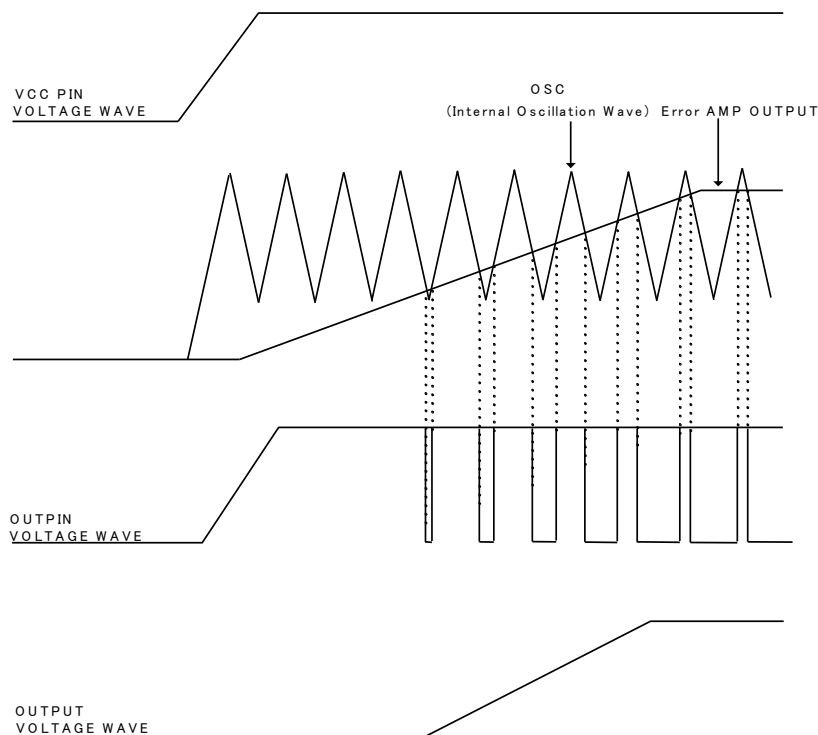 VCC PIN
VOLTAGE WAVE
OSC
(Internal Oscillation Wave) Error AMP OUTPUT
OUTPIN
VOLTAGE WAVE
OUTPUT
VOLTAGE WAVE